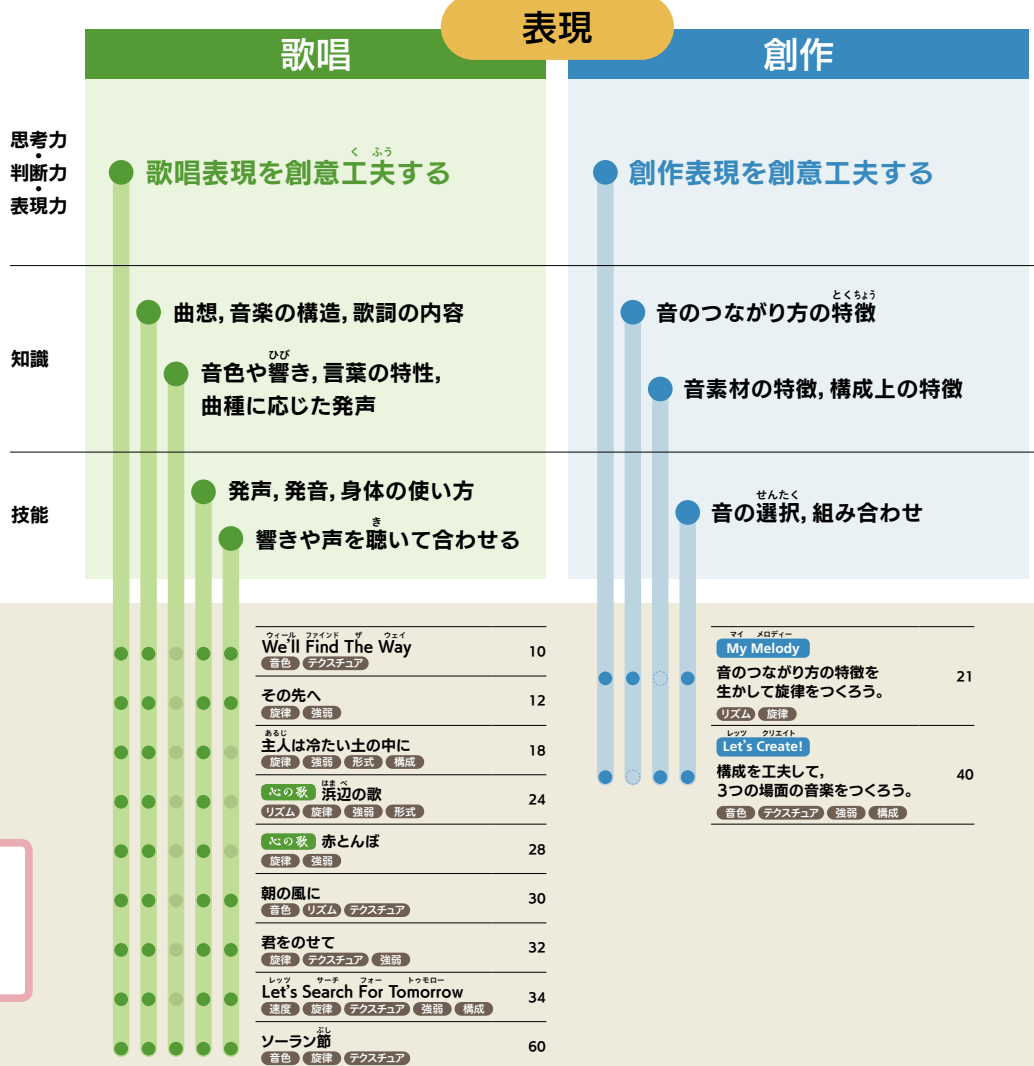 表現
歌唱
創作
思考力
・
判断力
・
表現力
く ふう
歌唱表現を創意工夫する
創作表現を創意工夫する
知識
曲想, 音楽の構造, 歌詞の内容
ひび
音色や響き, 言葉の特性,
曲種に応じた発声
とくちょう
音のつながり方の特徴
音素材の特徴, 構成上の特徴
技能
発声, 発音, 身体の使い方
き
響きや声を聴いて合わせる
せんたく
音の選択, 組み合わせ
ウィール ファインド ザ ウェイ
We'll Find The Way 10
音色 テクスチュア
その先へ 12
旋律 強弱
あるじ
主人は冷たい土の中に 18
旋律 強弱 形式 構成
はま べ
心の歌 浜辺の歌 24
リズム 旋律 強弱 形式
心の歌 赤とんぼ 28
旋律 強弱
朝の風に 30
音色 リズム テクスチュア
君をのせて 32
旋律 テクスチュア 強弱
レッツ サーチ フォー トゥモロー
Let's Search For Tomorrow 34
速度 旋律 テクスチュア 強弱 構成
ぶし
ソーラン節 60
音色 旋律 テクスチュア
マイ メロディー
My Melody
音のつながり方の特徴を 21
生かして旋律をつくろう。
リズム 旋律
レッツ クリエイト
Let's Create!
構成を工夫して, 40
3つの場面の音楽をつくろう。
音色 テクスチュア 強弱 構成